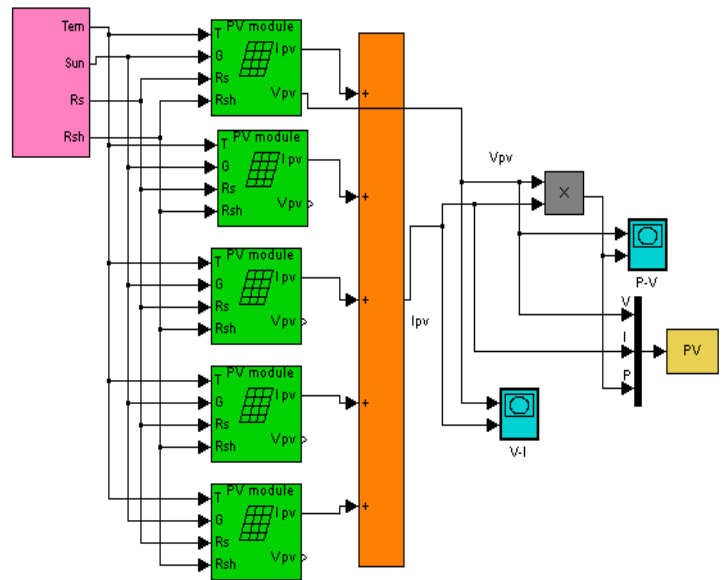 Tem
Sun
Rs
Rsh
PV module
T
G
Rs
Rsh
Ipv
Vpv
PV module
T
G
Rs
Rsh
Ipv
Vpv
PV module
T
G
Rs
Rsh
Ipv
Vpv
PV module
T
G
Rs
Rsh
Ipv
Vpv
PV module
T
G
Rs
Rsh
Ipv
Vpv
+
+
+
+
+
Vpv
Ipv
X
P-V
V
I
P
PV
V-I